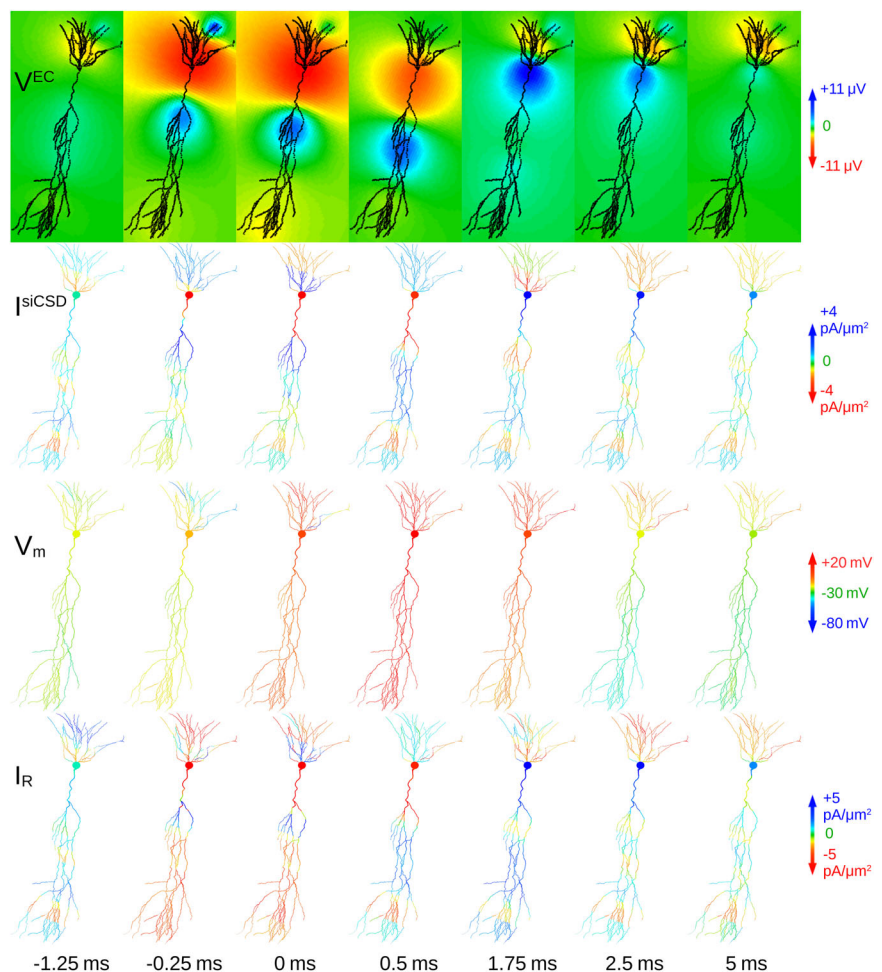 V^EC
+11 µV
0
-11 µV
I^siCSD
+4
pA/µm²
0
-4
pA/µm²
V_m
+20 mV
-30 mV
-80 mV
I_R
+5
pA/µm²
0
-5
pA/µm²
-1.25 ms -0.25 ms 0 ms 0.5 ms 1.75 ms 2.5 ms 5 ms